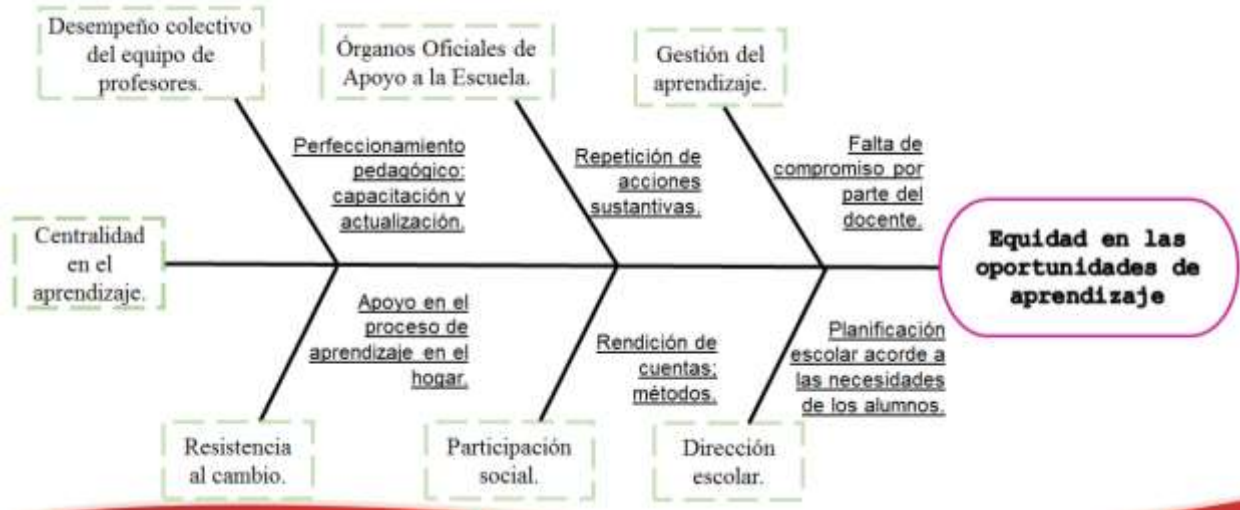 Desempeño colectivo
del equipo de
profesores.
Órganos Oficiales de
Apoyo a la Escuela.
Gestión del
aprendizaje.
Perfeccionamiento
pedagógico:
capacitación y
actualización.
Repetición de
acciones
sustantivas.
Falta de
compromiso por
parte del
docente.
Centralidad
en el
aprendizaje.
Equidad en las
oportunidades de
aprendizaje
Apoyo en el
proceso de
aprendizaje en el
hogar.
Rendición de
cuentas;
métodos.
Planificación
escolar acorde a
las necesidades
de los alumnos.
Resistencia
al cambio.
Participación
social.
Dirección
escolar.